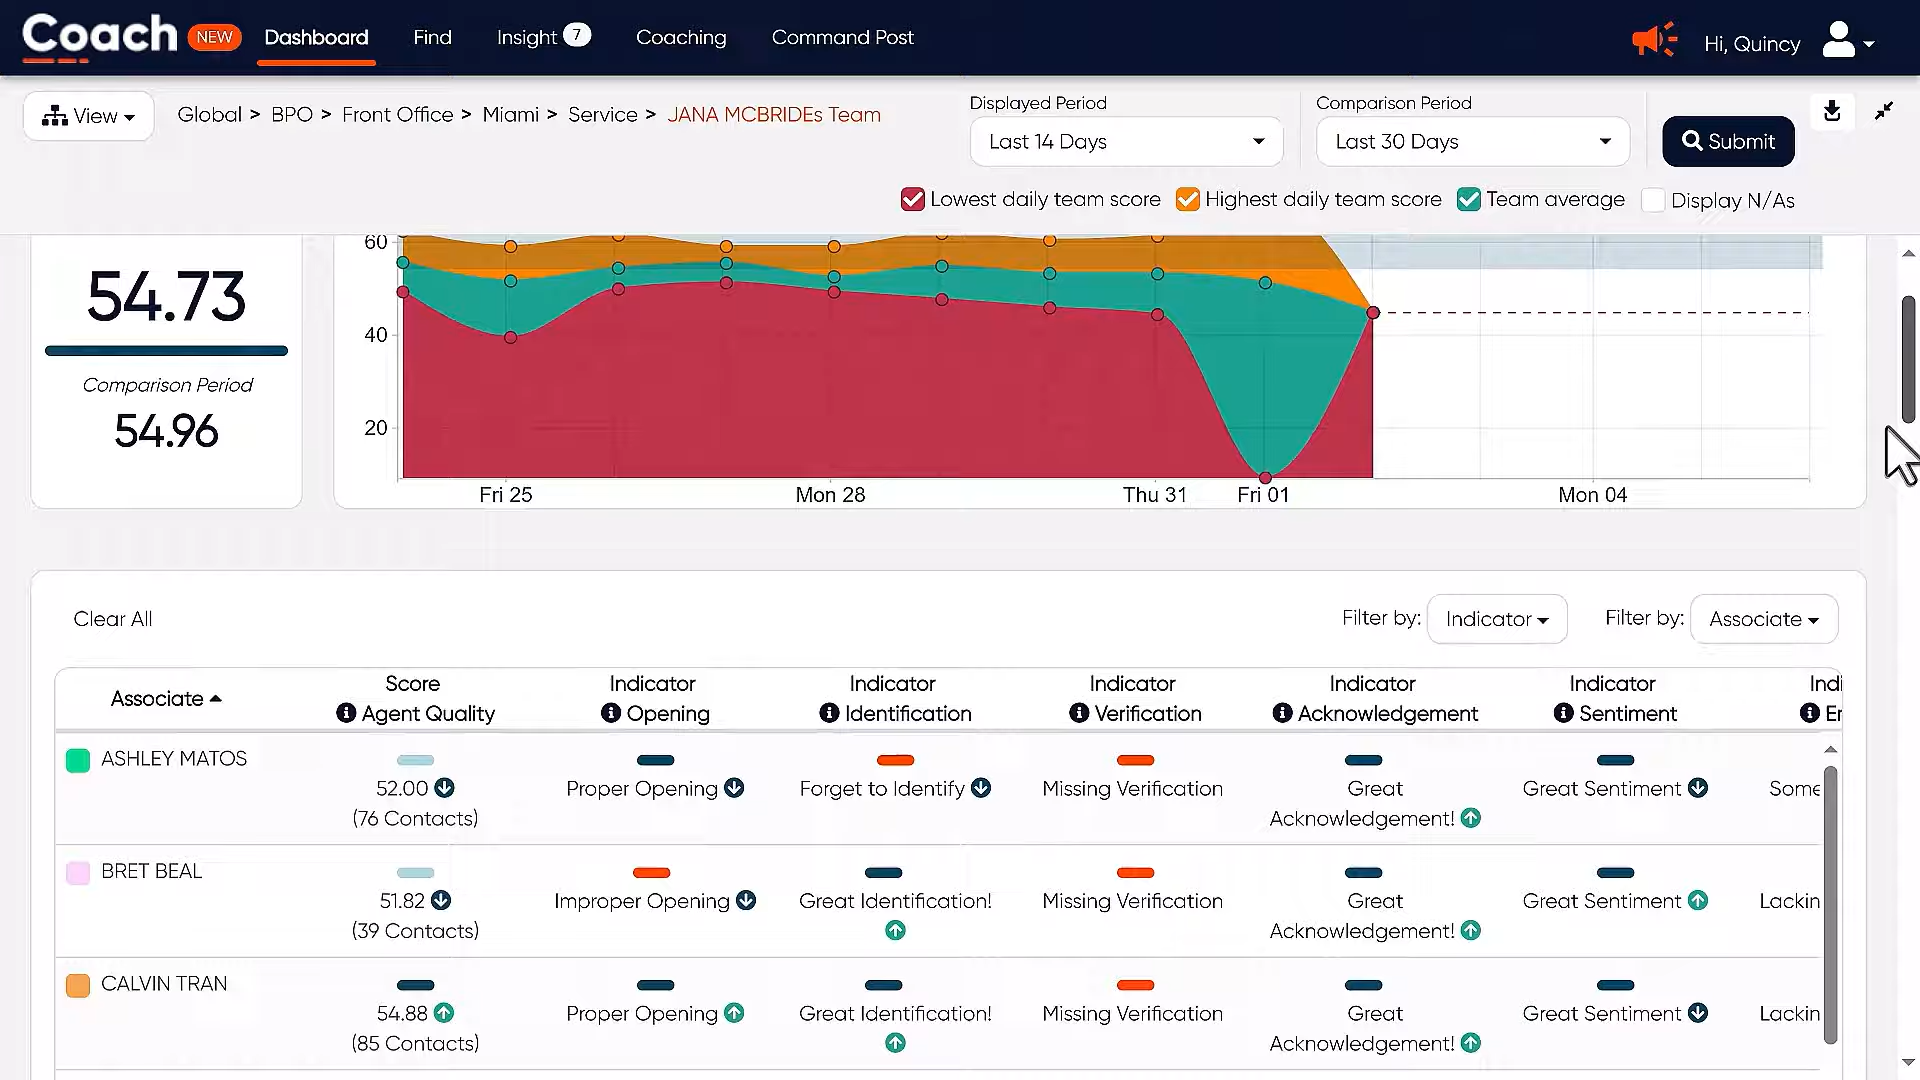 Coach NEW Dashboard Find Insight 7 Coaching Command Post Hi, Quincy
View Global > BPO > Front Office > Miami > Service > JANA MCBRIDEs Team
Displayed Period Comparison Period
Last 14 Days Last 30 Days Submit
Lowest daily team score Highest daily team score Team average Display N/As
54.73
Comparison Period
54.96
60
40
20
Fri 25 Mon 28 Thu 31 Fri 01 Mon 04
Clear All Filter by: Indicator Filter by: Associate
Associate
Score
Agent Quality
Indicator
Opening
Indicator
Identification
Indicator
Verification
Indicator
Acknowledgement
Indicator
Sentiment
Indi
Er
ASHLEY MATOS
52.00
(76 Contacts)
Proper Opening
Forget to Identify
Missing Verification
Great
Acknowledgement!
Great Sentiment
Some
BRET BEAL
51.82
(39 Contacts)
Improper Opening
Great Identification!
Missing Verification
Great
Acknowledgement!
Great Sentiment
Lackin
CALVIN TRAN
54.88
(85 Contacts)
Proper Opening
Great Identification!
Missing Verification
Great
Acknowledgement!
Great Sentiment
Lackin